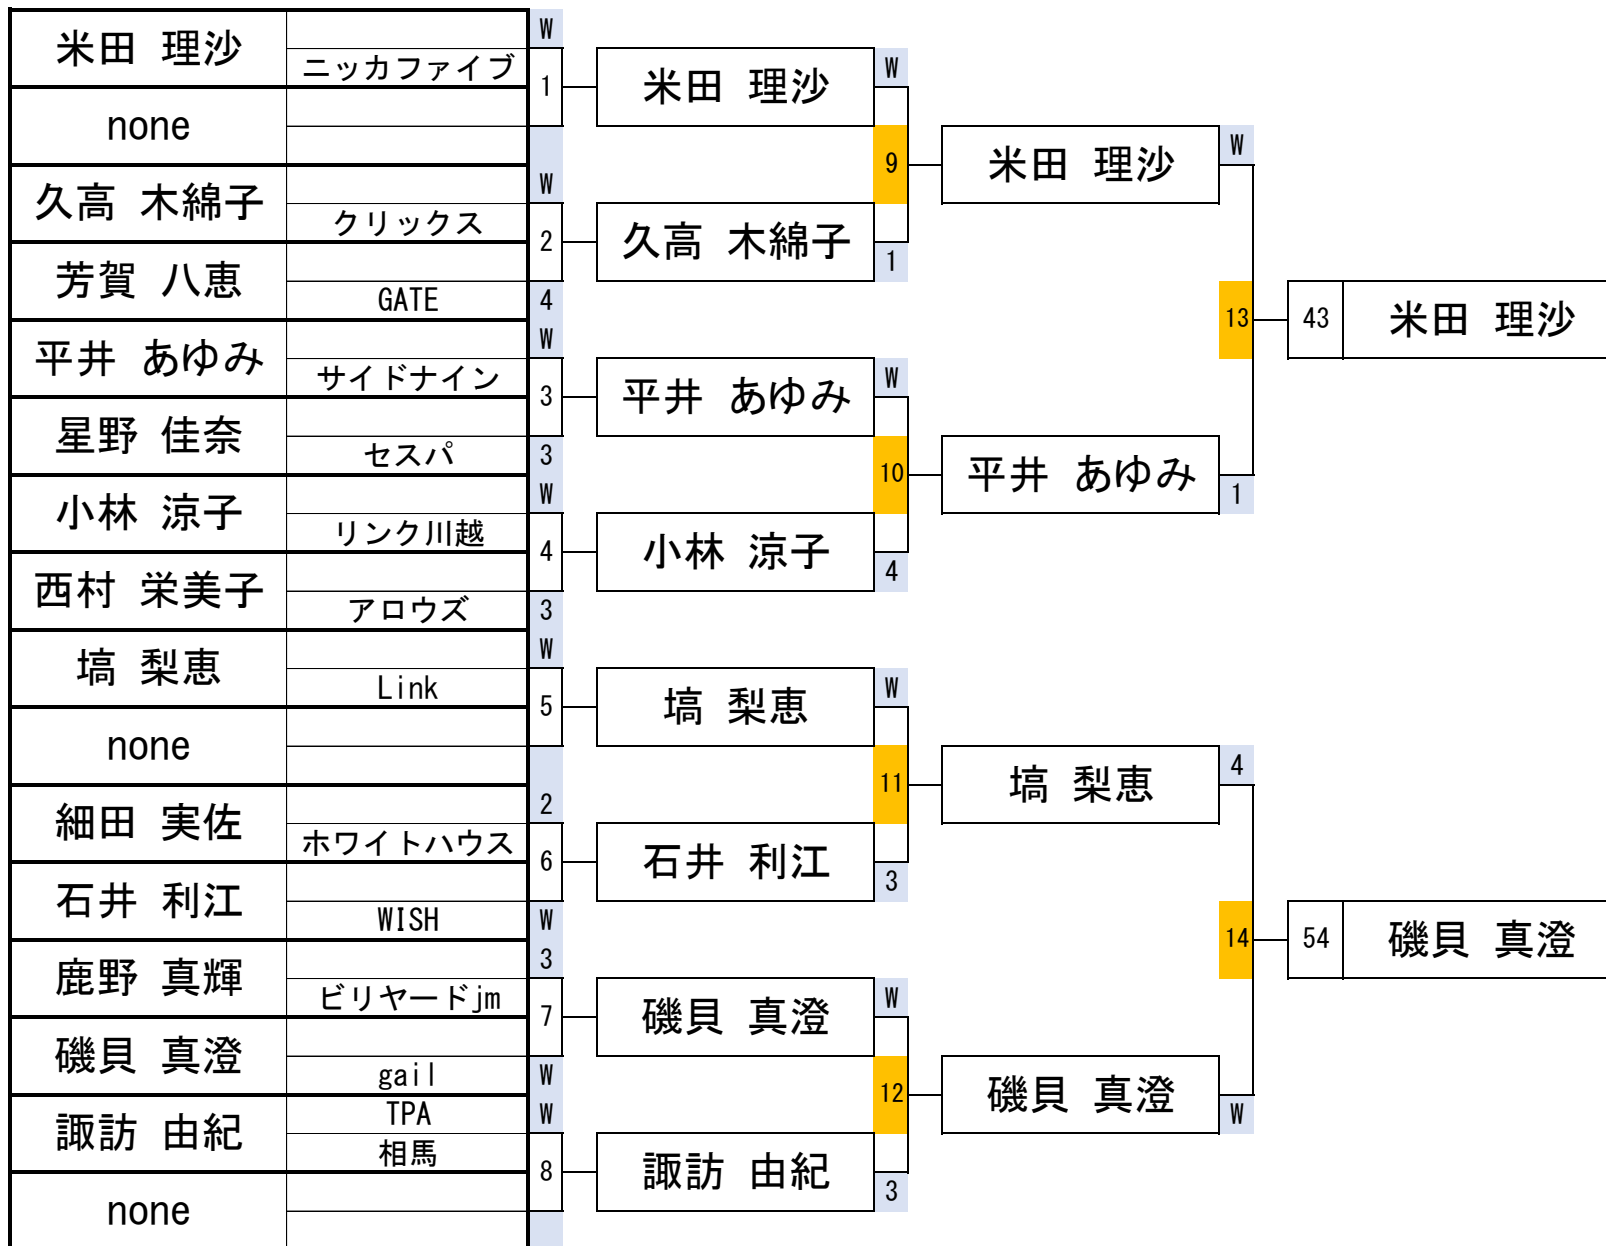 米田 理沙
W
ニッカファイブ
1
none
久高 木綿子
W
クリックス
2
芳賀 八恵
GATE
4
平井 あゆみ
W
サイドナイン
3
星野 佳奈
セスパ
3
小林 涼子
W
リンク川越
4
西村 栄美子
アロウズ
3
塙 梨恵
W
Link
5
none
細田 実佐
2
ホワイトハウス
6
石井 利江
WISH
W
鹿野 真輝
3
ビリヤードjm
7
磯貝 真澄
gail
W
諏訪 由紀
TPA
W
相馬
8
none
米田 理沙
W
9
久高 木綿子
1
平井 あゆみ
W
10
小林 涼子
4
塙 梨恵
W
11
石井 利江
3
磯貝 真澄
W
12
諏訪 由紀
3
米田 理沙
W
13
平井 あゆみ
1
塙 梨恵
4
14
磯貝 真澄
W
43 米田 理沙
54 磯貝 真澄